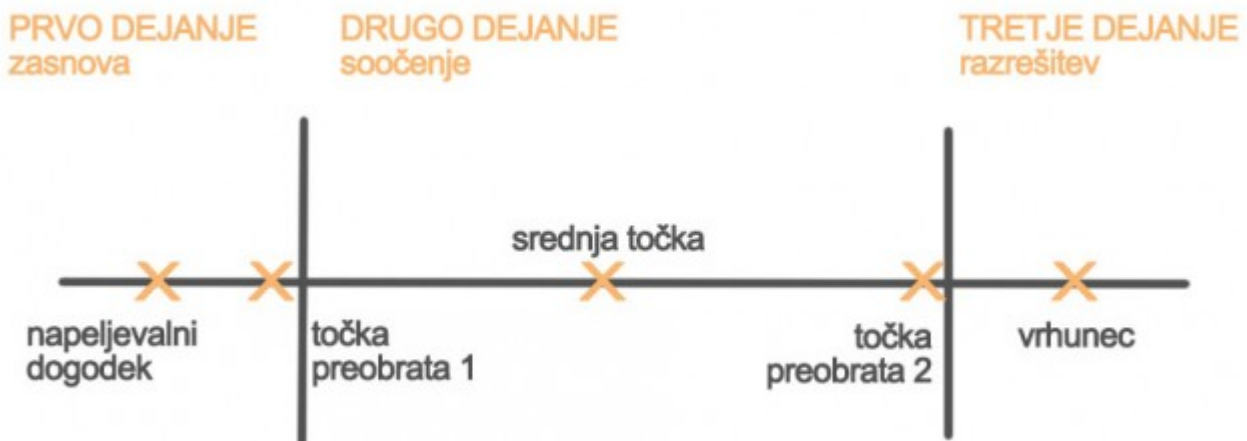 PRVO DEJANJE
zasnova
DRUGO DEJANJE
soočenje
TRETJE DEJANJE
razrešitev
srednja točka
napeljevalni
dogodek
točka
preobrata 1
točka
preobrata 2
vrhunec